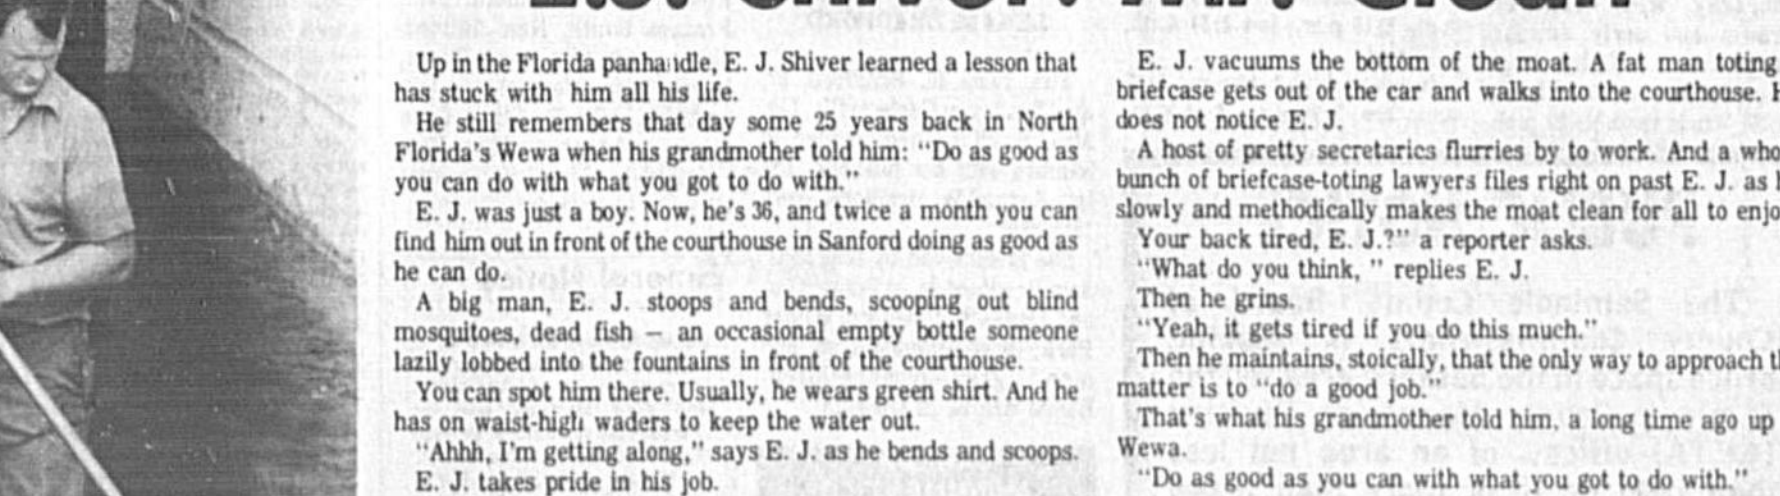 Up in the Florida panhandle, E. J. Shiver learned a lesson that
has stuck with him all his life.
He still remembers that day some 25 years back in North
Florida's Wewa when his grandmother told him: "Do as good as
you can do with what you got to do with."
E. J. was just a boy. Now, he's 36, and twice a month you can
find him out in front of the courthouse in Sanford doing as good as
he can do.
A big man, E. J. stoops and bends, scooping out blind
mosquitoes, dead fish — an occasional empty bottle someone
lazily lobbed into the fountains in front of the courthouse.
You can spot him there. Usually, he wears green shirt. And he
has on waist-high waders to keep the water out.
"Ahhh, I'm getting along," says E. J. as he bends and scoops.
E. J. takes pride in his job.
E. J. vacuums the bottom of the moat. A fat man toting
briefcase gets out of the car and walks into the courthouse.
does not notice E. J.
A host of pretty secretaries flurries by to work. And a
bunch of briefcase-toting lawyers files right on past E. J. as
slowly and methodically makes the moat clean for all to
Your back tired, E. J.?" a reporter asks.
"What do you think, " replies E. J.
Then he grins.
"Yeah, it gets tired if you do this much."
Then he maintains, stoically, that the only way to approach
matter is to "do a good job."
That's what his grandmother told him, a long time ago up
Wewa.
"Do as good as you can with what you got to do with."